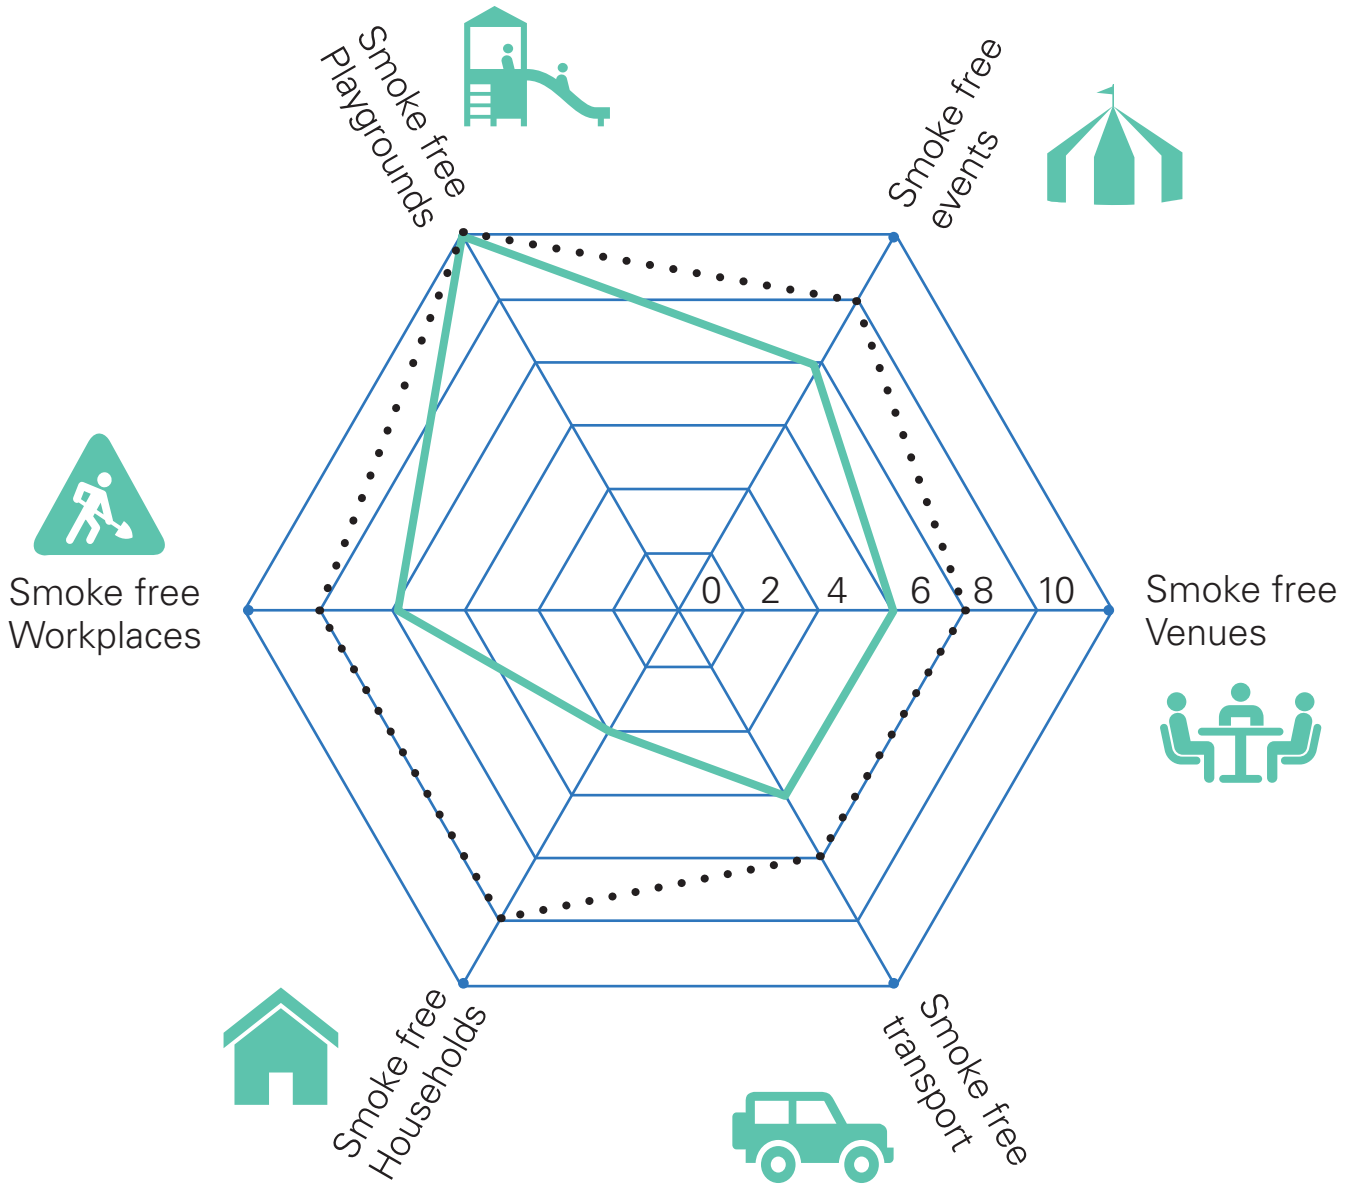 Smoke free
Playgrounds
Smoke free
events
0 2 4 6 8 10
Smoke free
Workplaces
Smoke free
Venues
Smoke free
Households
Smoke free
transport